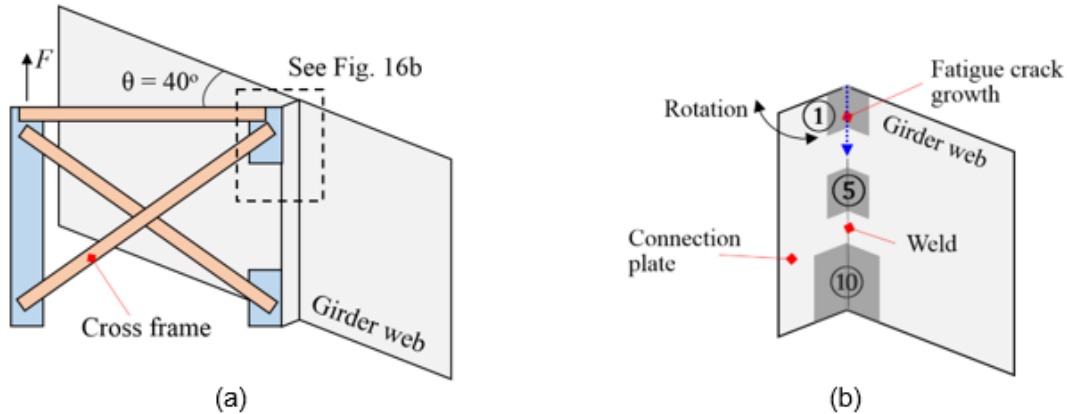 F
θ = 40°
See Fig. 16b
Cross frame
Girder web
(a)
Rotation
1
Fatigue crack
growth
Girder web
5
Connection
plate
Weld
10
(b)